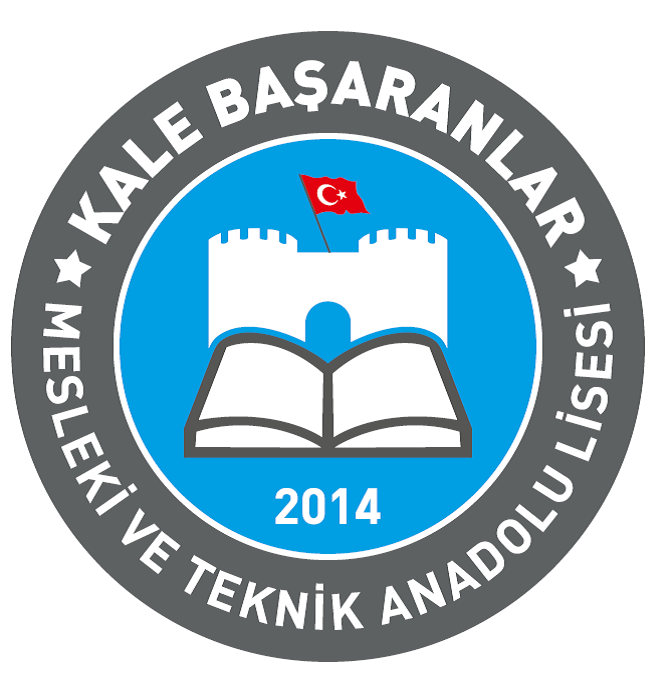 KALE BAŞARANLAR
MESLEKİ VE TEKNİK ANADOLU LİSESİ
2014